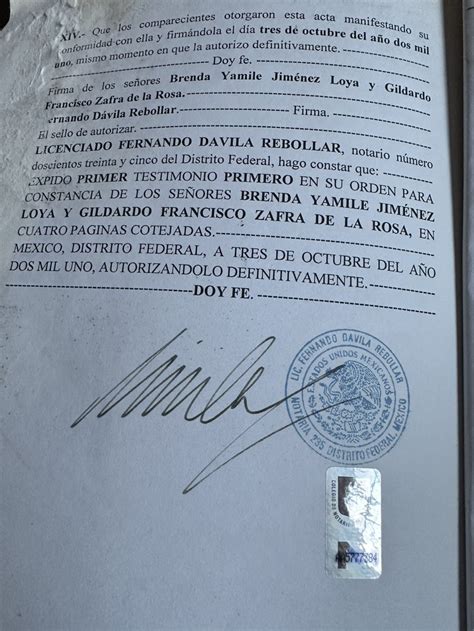 XIV.- Que los comparecientes otorgaron esta acta manifestando su
conformidad con ella y firmándola el día tres dé octubre del año dos mil
uno, mismo momento en que la autorizo definitivamente.
Doy fe.
Firma de los señores Brenda Yamile Jiménez Loya y Gildardo
Francisco Zafra de la Rosa.
Fernando Dávila Rebollar. Firma.
El sello de autorizar.
LICENCIADO FERNANDO DAVILA REBOLLAR, notario número
doscientos treinta y cinco del Distrito Federal, hago constar que:
EXPIDO PRIMER TESTIMONIO PRIMERO EN SU ORDEN PARA
CONSTANCIA DE LOS SEÑORES BRENDA YAMILE JIMÉNEZ
LOYA Y GILDARDO FRANCISCO ZAFRA DE LA ROSA, EN
CUATRO PAGINAS COTEJADAS.
MEXICO, DISTRITO FEDERAL, A TRES DE OCTUBRE DEL AÑO
DOS MIL UNO, AUTORIZANDOLO DEFINITIVAMENTE.
DOY FE.
LIC. FERNANDO DAVILA REBOLLAR
ESTADOS UNIDOS MEXICANOS
NOTARIA 235 DISTRITO FEDERAL, MEXICO
COLEGIO DE NOTARIOS